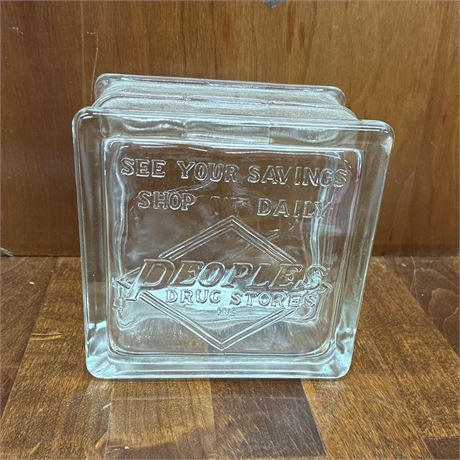 SEE YOUR SAVINGS
SHOP DAILY
PEOPLES
DRUG STORES
INC